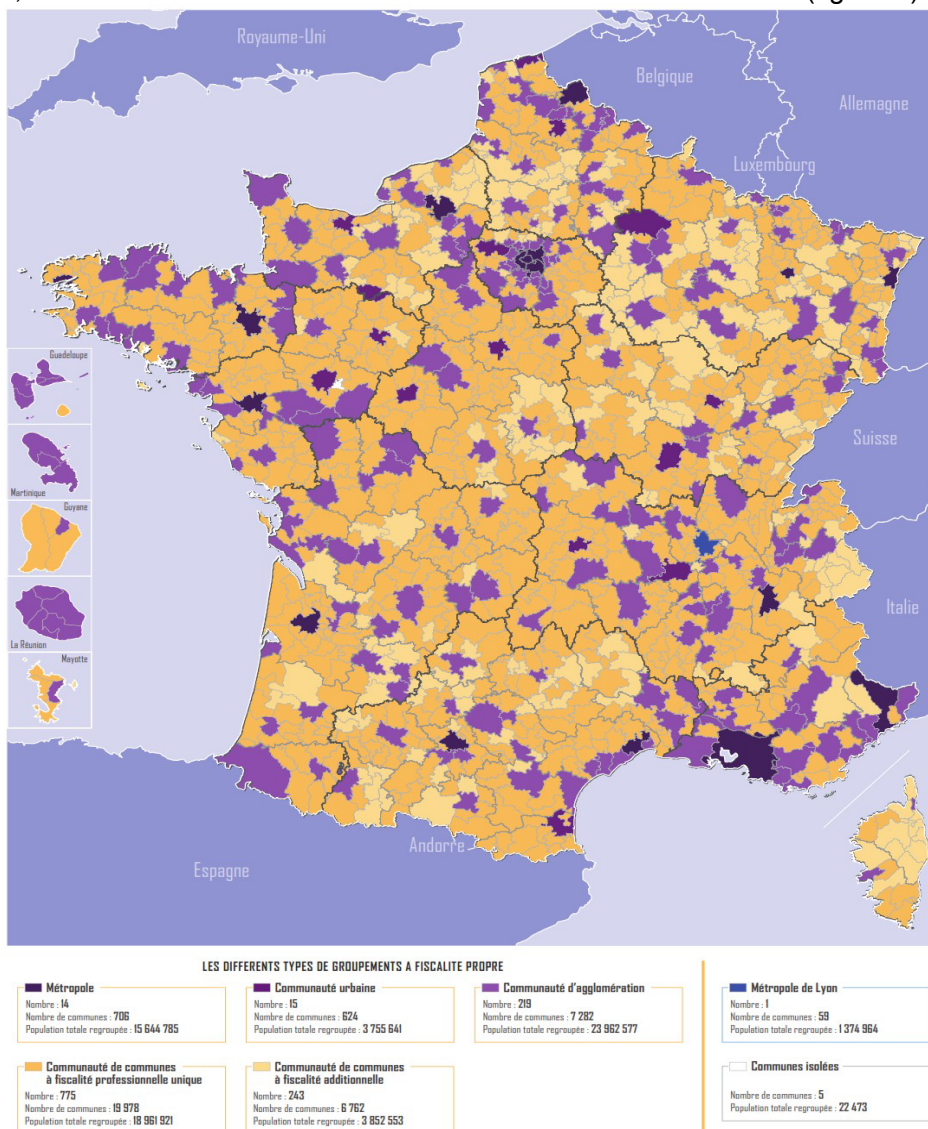 Royaume-Uni
Belgique
Allemagne
Luxembourg
Guadeloupe
Martinique
Guyane
La Réunion
Mayotte
Suisse
Italie
Andorre
Espagne
LES DIFFERENTS TYPES DE GROUPEMENTS A FISCALITE PROPRE
Métropole
Nombre : 14
Nombre de communes : 706
Population totale regroupée : 15 644 785
Communauté urbaine
Nombre : 15
Nombre de communes : 624
Population totale regroupée : 3 755 641
Communauté d'agglomération
Nombre : 219
Nombre de communes : 7 282
Population totale regroupée : 23 962 577
Métropole de Lyon
Nombre : 1
Nombre de communes : 59
Population totale regroupée : 1 374 964
Communauté de communes
à fiscalité professionnelle unique
Nombre : 775
Nombre de communes : 19 978
Population totale regroupée : 18 961 921
Communauté de communes
à fiscalité additionnelle
Nombre : 243
Nombre de communes : 6 762
Population totale regroupée : 3 852 553
Communes isolées
Nombre de communes : 5
Population totale regroupée : 22 473